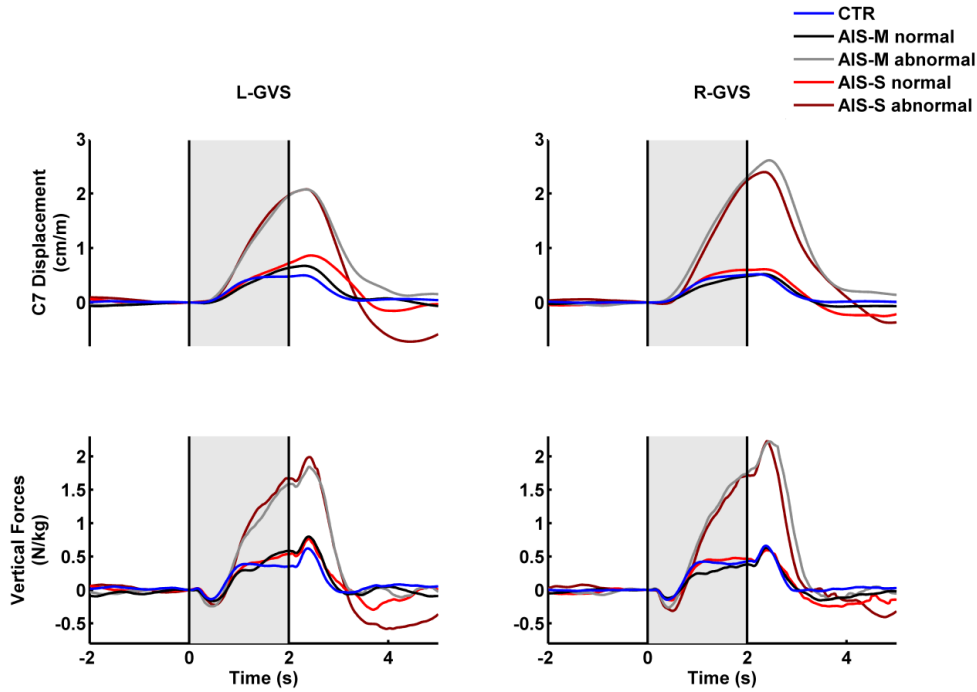 CTR
AIS-M normal
AIS-M abnormal
AIS-S normal
AIS-S abnormal
L-GVS
R-GVS
C7 Displacement
(cm/m)
3
2
1
0
3
2
1
0
Vertical Forces
(N/kg)
2
1.5
1
0.5
0
-0.5
2
1.5
1
0.5
0
-0.5
-2 0 2 4
-2 0 2 4
Time (s)
Time (s)